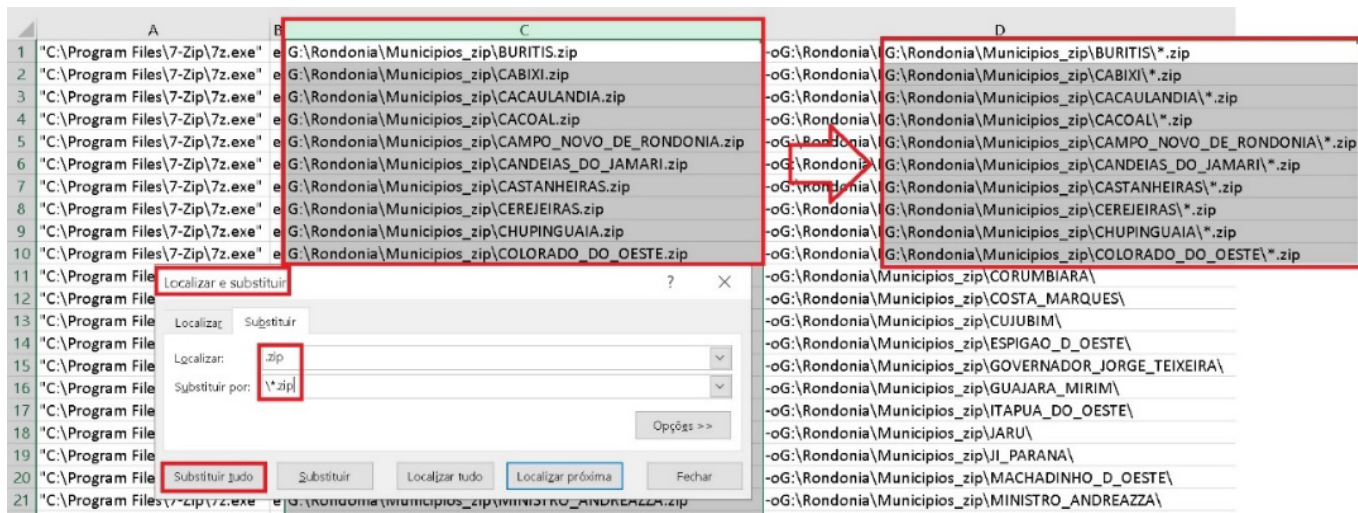 A B C D
1 "C:\Program Files\7-Zip\7z.exe" e G:\Rondonia\Municipios_zip\BURITIS.zip -oG:\Rondonia\ G:\Rondonia\Municipios_zip\BURITIS\*.zip
2 "C:\Program Files\7-Zip\7z.exe" e G:\Rondonia\Municipios_zip\CABIXI.zip -oG:\Rondonia\ G:\Rondonia\Municipios_zip\CABIXI\*.zip
3 "C:\Program Files\7-Zip\7z.exe" e G:\Rondonia\Municipios_zip\CACAULANDIA.zip -oG:\Rondonia\ G:\Rondonia\Municipios_zip\CACAULANDIA\*.zip
4 "C:\Program Files\7-Zip\7z.exe" e G:\Rondonia\Municipios_zip\CACOAL.zip -oG:\Rondonia\ G:\Rondonia\Municipios_zip\CACOAL\*.zip
5 "C:\Program Files\7-Zip\7z.exe" e G:\Rondonia\Municipios_zip\CAMPO_NOVO_DE_RONDONIA.zip -oG:\Rondonia\ G:\Rondonia\Municipios_zip\CAMPO_NOVO_DE_RONDONIA\*.zip
6 "C:\Program Files\7-Zip\7z.exe" e G:\Rondonia\Municipios_zip\CANDEIAS_DO_JAMARI.zip -oG:\Rondonia\ G:\Rondonia\Municipios_zip\CANDEIAS_DO_JAMARI\*.zip
7 "C:\Program Files\7-Zip\7z.exe" e G:\Rondonia\Municipios_zip\CASTANHEIRAS.zip -oG:\Rondonia\ G:\Rondonia\Municipios_zip\CASTANHEIRAS\*.zip
8 "C:\Program Files\7-Zip\7z.exe" e G:\Rondonia\Municipios_zip\CEREJEIRAS.zip -oG:\Rondonia\ G:\Rondonia\Municipios_zip\CEREJEIRAS\*.zip
9 "C:\Program Files\7-Zip\7z.exe" e G:\Rondonia\Municipios_zip\CHUPINGUAIA.zip -oG:\Rondonia\ G:\Rondonia\Municipios_zip\CHUPINGUAIA\*.zip
10 "C:\Program Files\7-Zip\7z.exe" e G:\Rondonia\Municipios_zip\COLORADO_DO_OESTE.zip -oG:\Rondonia\ G:\Rondonia\Municipios_zip\COLORADO_DO_OESTE\*.zip
11 "C:\Program File -oG:\Rondonia\Municipios_zip\CORUMBIARA\
Localizar e substituir ? ×
12 "C:\Program File -oG:\Rondonia\Municipios_zip\COSTA_MARQUES\
13 "C:\Program File Localizar Substituir -oG:\Rondonia\Municipios_zip\CUJUBIM\
14 "C:\Program File -oG:\Rondonia\Municipios_zip\ESPIGAO_D_OESTE\
15 "C:\Program File Localizar: .zip -oG:\Rondonia\Municipios_zip\GOVERNADOR_JORGE_TEIXEIRA\
16 "C:\Program File Substituir por: \*.zip -oG:\Rondonia\Municipios_zip\GUAJARA_MIRIM\
17 "C:\Program File -oG:\Rondonia\Municipios_zip\ITAPUA_DO_OESTE\
18 "C:\Program File Opções >> -oG:\Rondonia\Municipios_zip\JARU\
19 "C:\Program File -oG:\Rondonia\Municipios_zip\JI_PARANA\
20 "C:\Program File Substituir tudo Substituir Localizar tudo Localizar próxima Fechar -oG:\Rondonia\Municipios_zip\MACHADINHO_D_OESTE\
21 "C:\Program Files\7-Zip\7z.exe" e G:\Rondonia\Municipios_zip\MINISTRO_ANDREAZZA.zip -oG:\Rondonia\Municipios_zip\MINISTRO_ANDREAZZA\